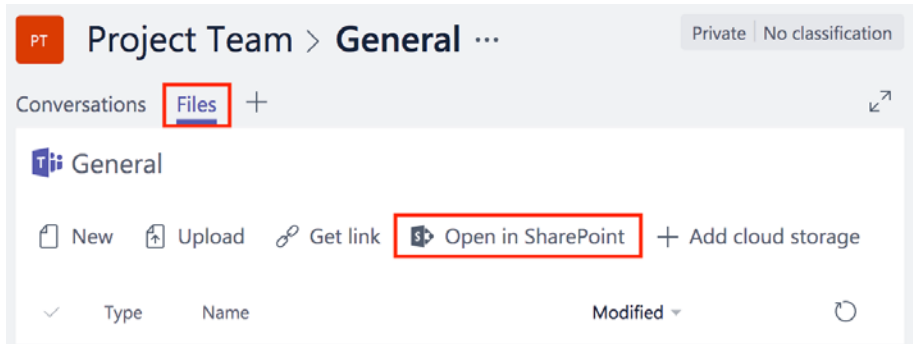 PT Project Team > General ...
Private | No classification
Conversations Files +
General
New Upload Get link Open in SharePoint + Add cloud storage
Type Name Modified